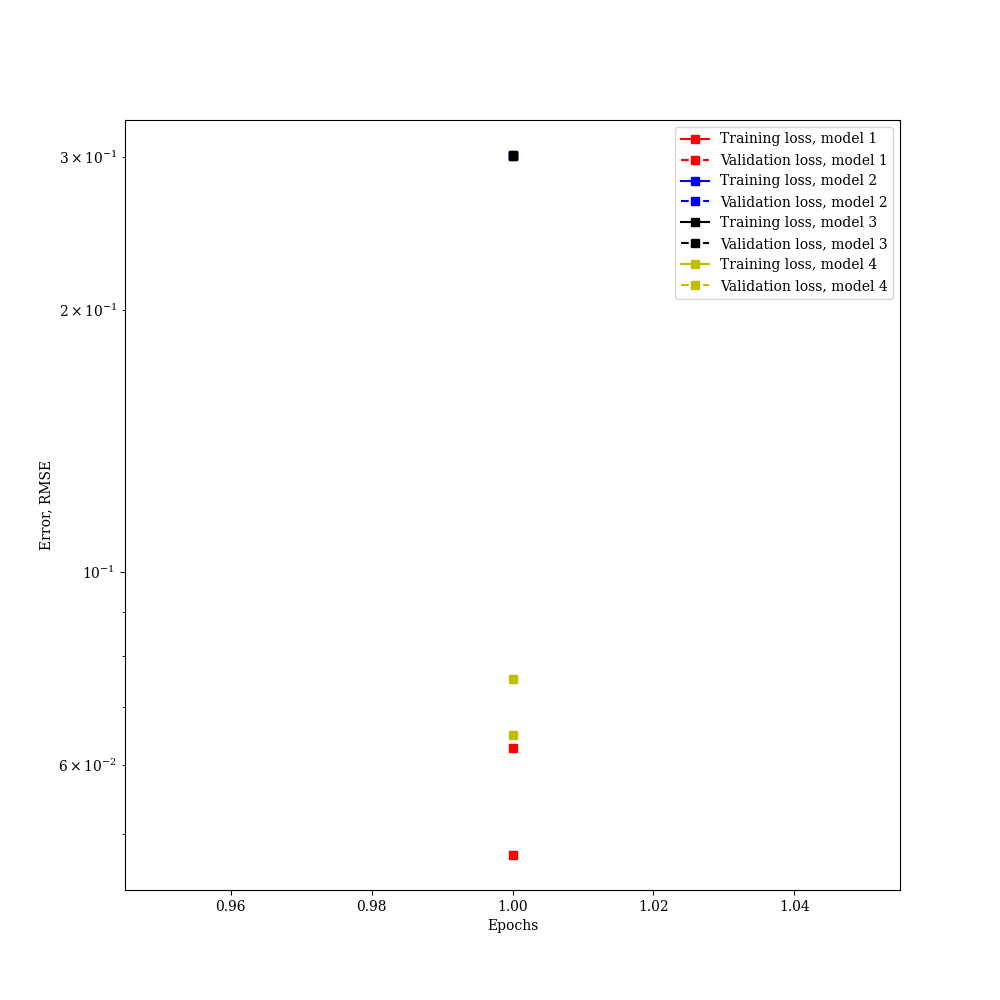 Training loss, model 1
Validation loss, model 1
Training loss, model 2
Validation loss, model 2
Training loss, model 3
Validation loss, model 3
Training loss, model 4
Validation loss, model 4
3 × 10⁻¹
2 × 10⁻¹
10⁻¹
6 × 10⁻²
Error, RMSE
0.96 0.98 1.00 1.02 1.04
Epochs